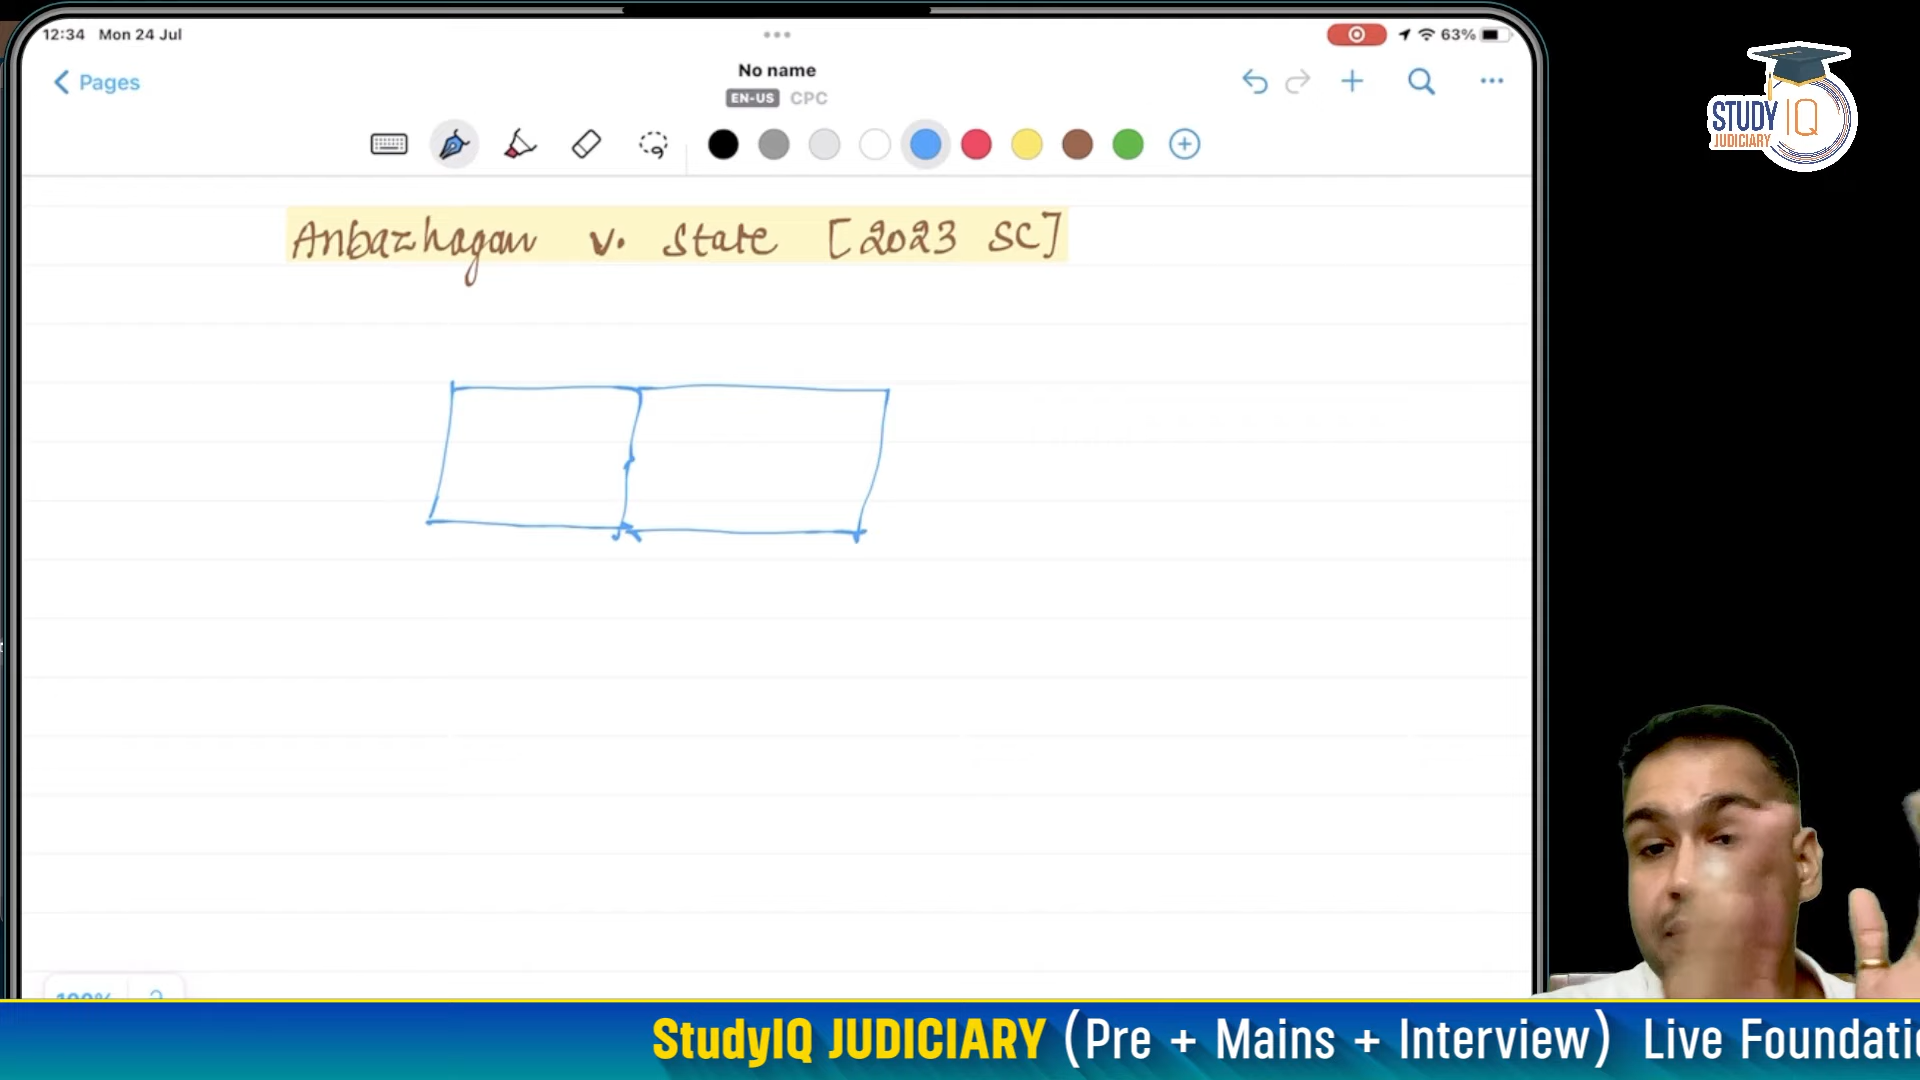 12:34 Mon 24 Jul
63%
Pages
No name
EN-US CPC
STUDY IQ
JUDICIARY
Anbazhagan v. State [2023 SC]
StudyIQ JUDICIARY (Pre + Mains + Interview) Live Foundati